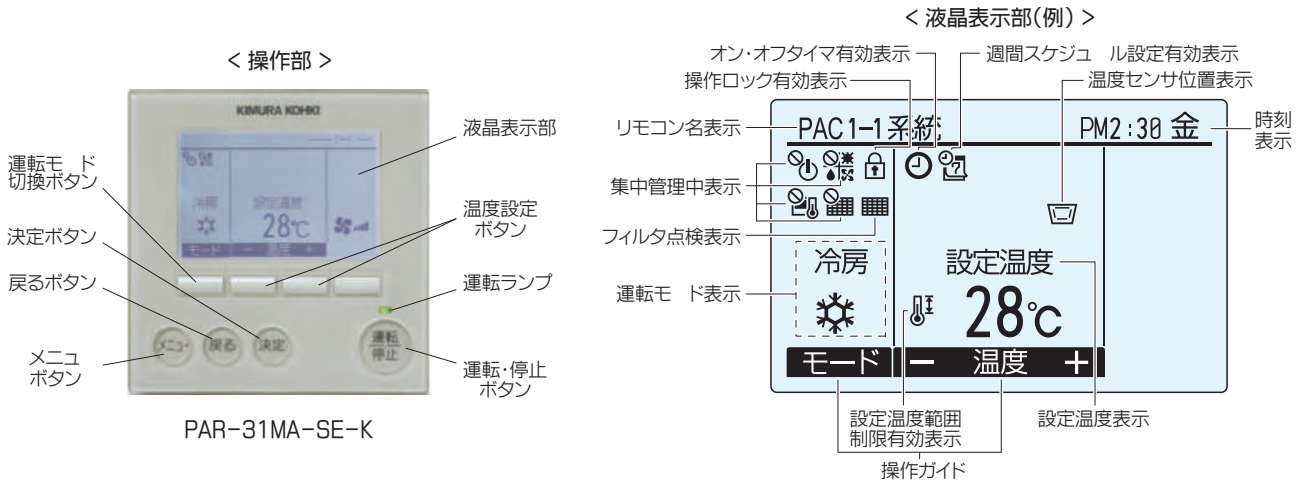 < 操作部 >
KIMURA KOHKI
冷房
設定温度
28℃
モード
－ 温度 ＋
メニュー
戻る
決定
運転
停止
運転モ ド
切換ボタン
決定ボタン
戻るボタン
メニュ
ボタン
液晶表示部
温度設定
ボタン
運転ランプ
運転･停止
ボタン
PAR-31MA-SE-K
< 液晶表示部(例) >
オン･オフタイマ有効表示
週間スケジュ ル設定有効表示
操作ロック有効表示
温度センサ位置表示
リモコン名表示
PAC1-1系統
PM2:30 金
時刻
表示
集中管理中表示
フィルタ点検表示
冷房
設定温度
運転モ ド表示
28℃
モード
－ 温度 ＋
設定温度範囲
制限有効表示
設定温度表示
操作ガイド